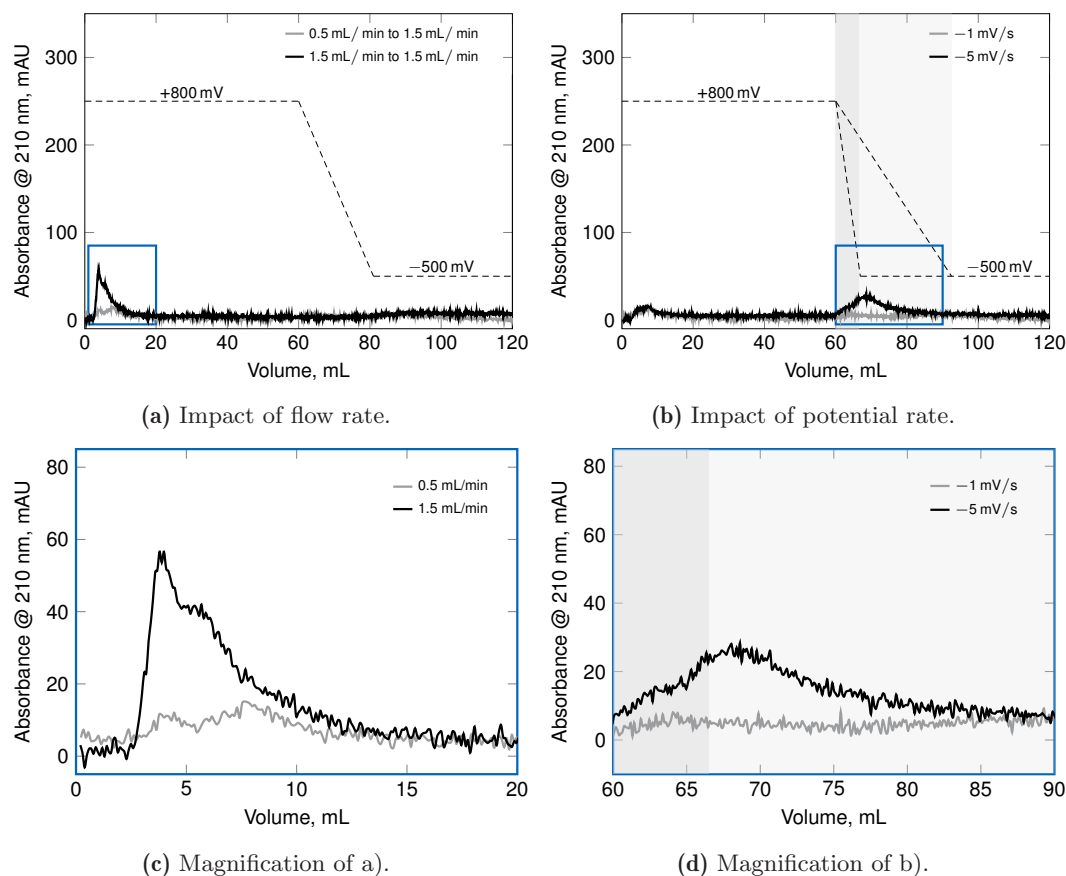 300
200
100
0
0
20
40
60
80
100
120
Absorbance @ 210 nm, mAU
Volume, mL
+800 mV
−500 mV
0.5 mL/ min to 1.5 mL/ min
1.5 mL/ min to 1.5 mL/ min
(a) Impact of flow rate.
300
200
100
0
0
20
40
60
80
100
120
Absorbance @ 210 nm, mAU
Volume, mL
+800 mV
−500 mV
−1 mV/s
−5 mV/s
(b) Impact of potential rate.
80
60
40
20
0
0
5
10
15
20
Absorbance @ 210 nm, mAU
Volume, mL
0.5 mL/min
1.5 mL/min
(c) Magnification of a).
80
60
40
20
0
60
65
70
75
80
85
90
Absorbance @ 210 nm, mAU
Volume, mL
−1 mV/s
−5 mV/s
(d) Magnification of b).